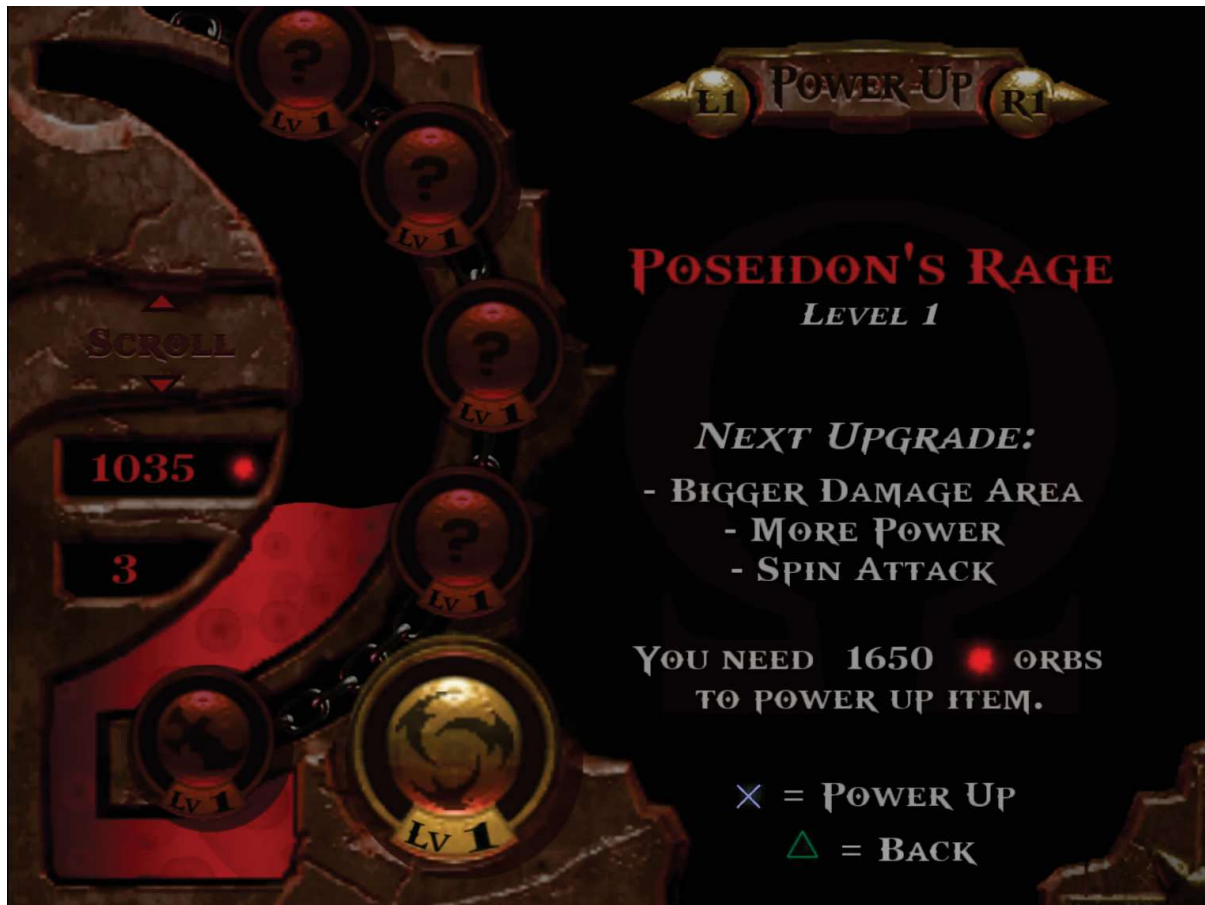 ?
Lv 1
?
Lv 1
?
Lv 1
?
Lv 1
Lv 1
Lv 1
Scroll
1035
3
L1 Power-Up R1
Poseidon's Rage
Level 1
Next Upgrade:
- Bigger Damage Area
- More Power
- Spin Attack
You need 1650 orbs
to power up item.
X = Power Up
△ = Back